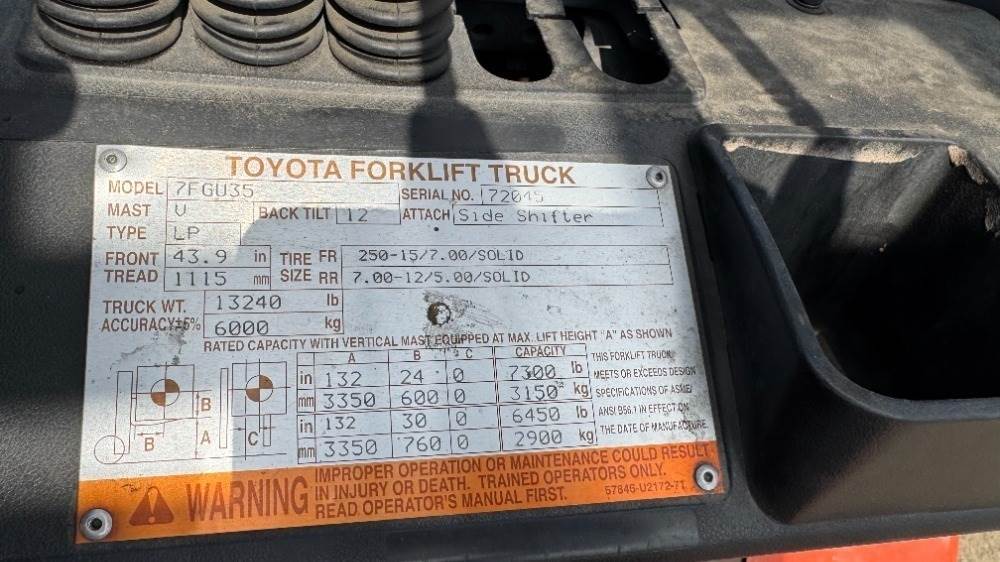 TOYOTA FORKLIFT TRUCK
MODEL 7FGU35 SERIAL NO. 72045
MAST V BACK TILT 12 ATTACH Side Shifter
TYPE LP
FRONT TREAD 43.9 in 1115 mm
TIRE SIZE FR 250-15/7.00/SOLID
RR 7.00-12/5.00/SOLID
TRUCK WT. 13240 lb
ACCURACY±5% 6000 kg
RATED CAPACITY WITH VERTICAL MAST EQUIPPED AT MAX. LIFT HEIGHT "A" AS SHOWN
A B C CAPACITY
in 132 24 0 7300 lb
mm 3350 600 0 3150 kg
in 132 30 0 6450 lb
mm 3350 760 0 2900 kg
B B A C
THIS FORKLIFT TRUCK
MEETS OR EXCEEDS DESIGN
SPECIFICATIONS OF ASME/
ANSI B56.1 IN EFFECT ON
THE DATE OF MANUFACTURE.
WARNING
IMPROPER OPERATION OR MAINTENANCE COULD RESULT
IN INJURY OR DEATH. TRAINED OPERATORS ONLY.
READ OPERATOR'S MANUAL FIRST.
57846-U2172-71